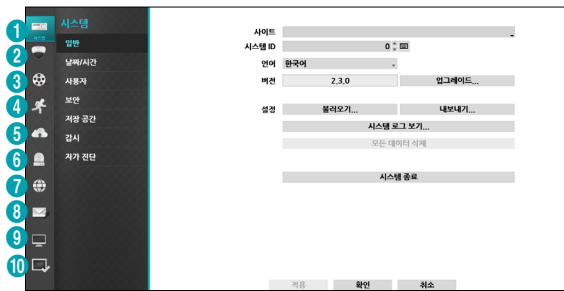 1
시스템
2
3
4
5
6
7
8
9
10
시스템
일반
날짜/시간
사용자
보안
저장 공간
감시
자가 진단
사이트
시스템 ID 0
언어 한국어
버전 2,3,0 업그레이드...
설정 불러오기... 내보내기...
시스템 로그 보기...
모든 데이터 삭제
시스템 종료
적용 확인 취소